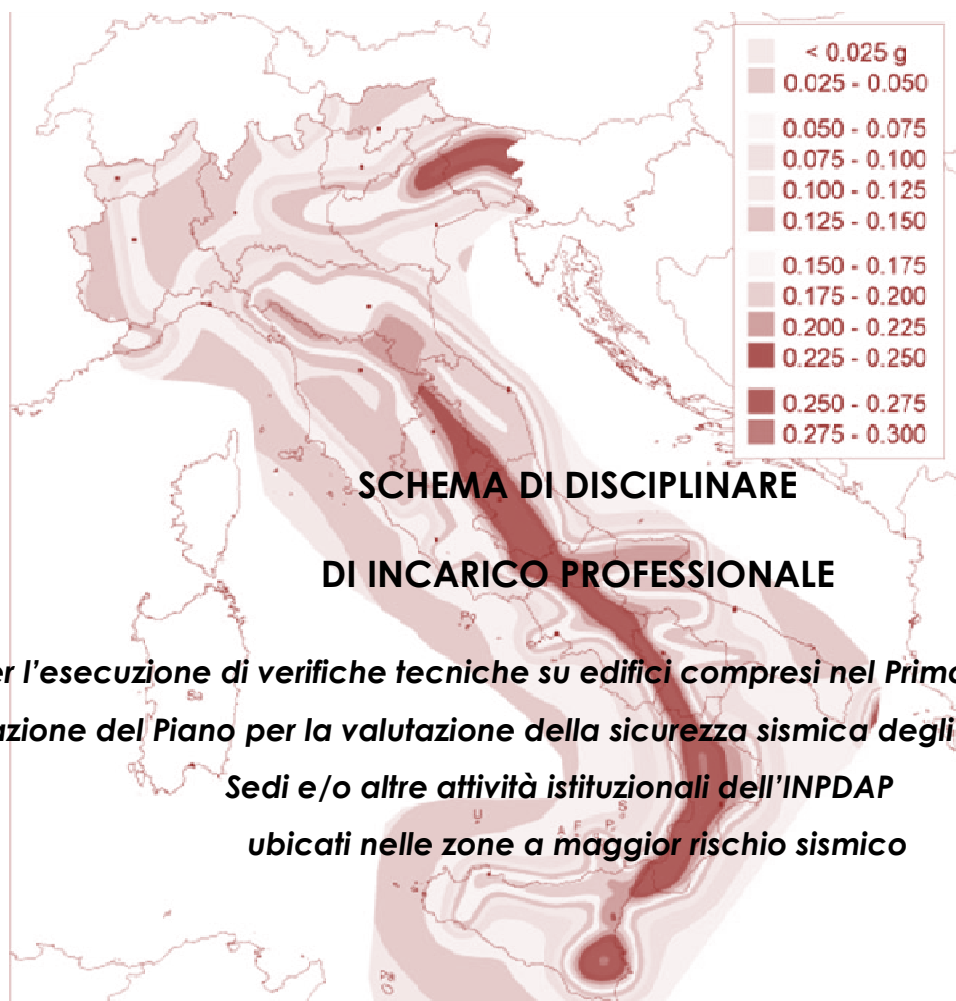 < 0.025 g
0.025 - 0.050
0.050 - 0.075
0.075 - 0.100
0.100 - 0.125
0.125 - 0.150
0.150 - 0.175
0.175 - 0.200
0.200 - 0.225
0.225 - 0.250
0.250 - 0.275
0.275 - 0.300
SCHEMA DI DISCIPLINARE
DI INCARICO PROFESSIONALE
er l’esecuzione di verifiche tecniche su edifici compresi nel Primo
azione del Piano per la valutazione della sicurezza sismica degli
Sedi e/o altre attività istituzionali dell’INPDAP
ubicati nelle zone a maggior rischio sismico